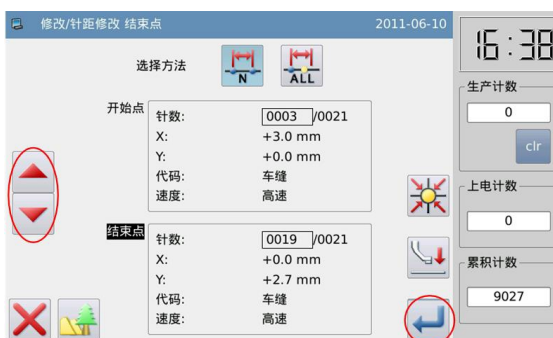 修改/针距修改 结束点 2011-06-10
16:38
选择方法 N ALL
生产计数
0
clr
开始点
针数: 0003 /0021
X: +3.0 mm
Y: +0.0 mm
代码: 车缝
速度: 高速
上电计数
0
结束点
针数: 0019 /0021
X: +0.0 mm
Y: +2.7 mm
代码: 车缝
速度: 高速
累积计数
9027